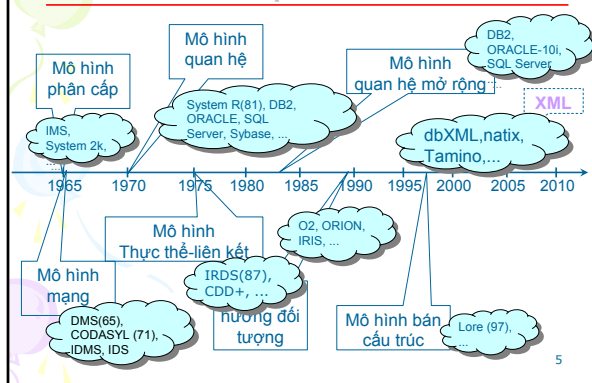 Mô hình
phân cấp
IMS,
System 2k,
...
Mô hình
quan hệ
System R(81), DB2,
ORACLE, SQL
Server, Sybase, ...
Mô hình
quan hệ mở rộng
DB2,
ORACLE-10i,
SQL Server
...
XML
dbXML,natix,
Tamino,...
1965 1970 1975 1980 1985 1990 1995 2000 2005 2010
Mô hình
mạng
DMS(65),
CODASYL (71),
IDMS, IDS
Mô hình
Thực thể-liên kết
IRDS(87),
CDD+, ...
hướng đối
tượng
O2, ORION,
IRIS, ...
Mô hình bán
cấu trúc
Lore (97),
...
5